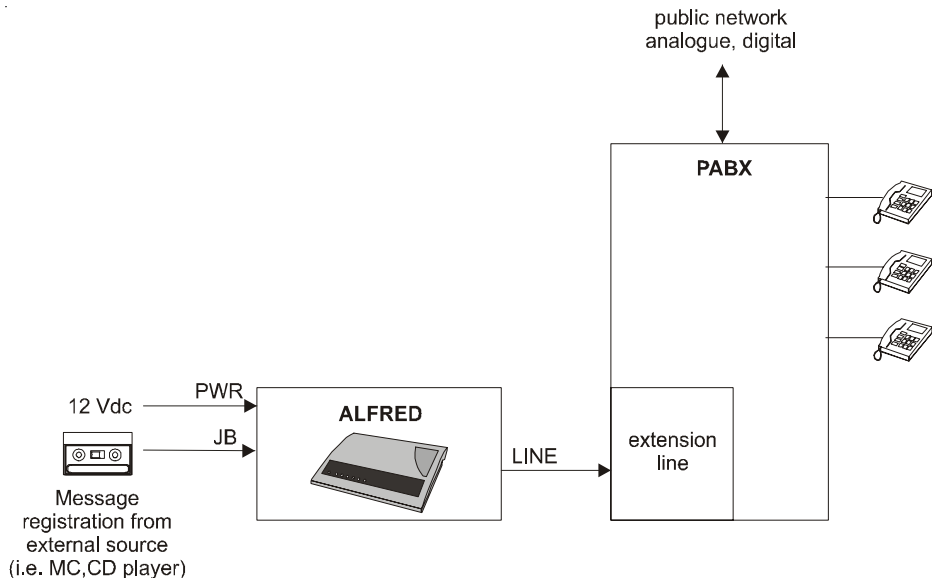 public network
analogue, digital
PABX
PWR
12 Vdc
ALFRED
JB
extension
line
LINE
Message
registration from
external source
(i.e. MC,CD player)